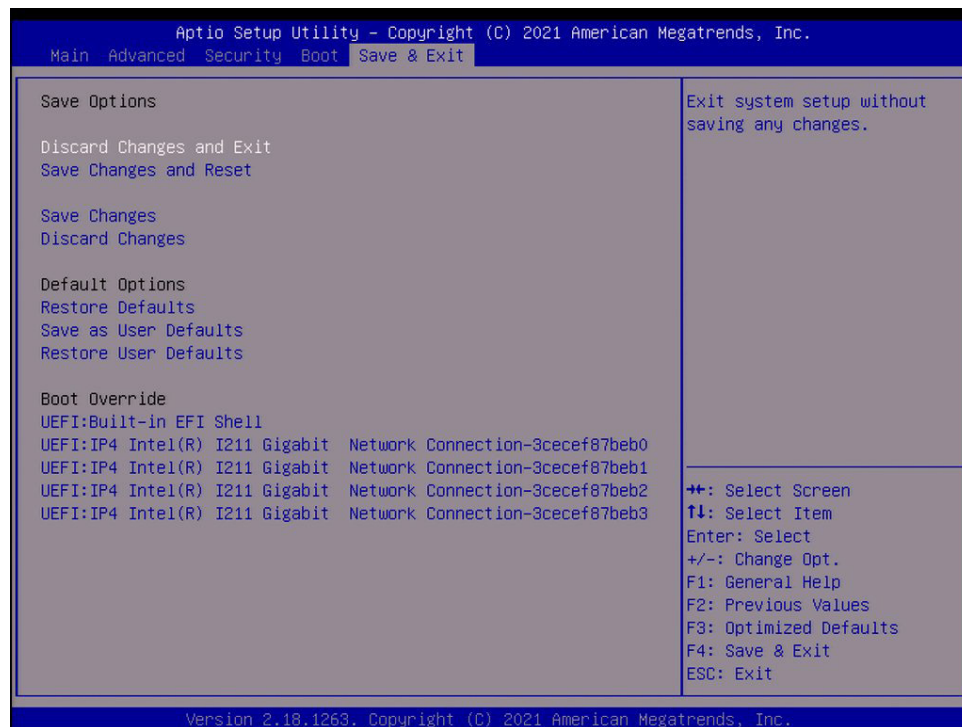 Aptio Setup Utility – Copyright (C) 2021 American Megatrends, Inc.
Main Advanced Security Boot Save & Exit
Save Options
Discard Changes and Exit
Save Changes and Reset
Save Changes
Discard Changes
Default Options
Restore Defaults
Save as User Defaults
Restore User Defaults
Boot Override
UEFI:Built-in EFI Shell
UEFI:IP4 Intel(R) I211 Gigabit  Network Connection-3cecef87beb0
UEFI:IP4 Intel(R) I211 Gigabit  Network Connection-3cecef87beb1
UEFI:IP4 Intel(R) I211 Gigabit  Network Connection-3cecef87beb2
UEFI:IP4 Intel(R) I211 Gigabit  Network Connection-3cecef87beb3
Exit system setup without
saving any changes.
→←: Select Screen
↑↓: Select Item
Enter: Select
+/-: Change Opt.
F1: General Help
F2: Previous Values
F3: Optimized Defaults
F4: Save & Exit
ESC: Exit
Version 2.18.1263. Copyright (C) 2021 American Megatrends, Inc.